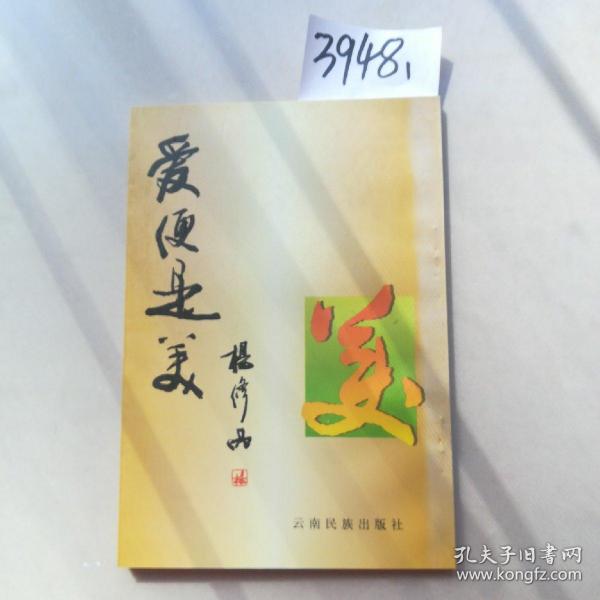 3948,
爱便是美
杨修品
美
云南民族出版社
孔夫子旧书网
www.kongfz.com